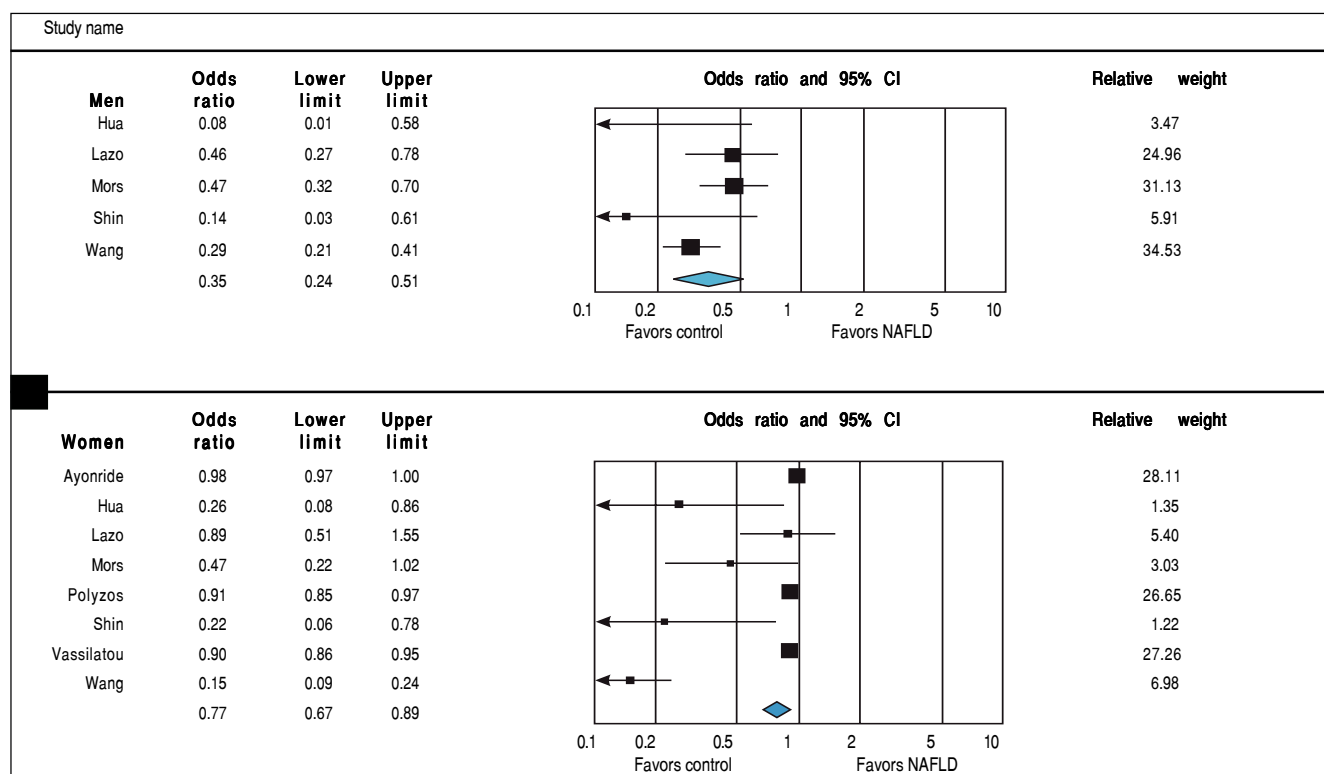 Study name
Odds Lower Upper Odds ratio and 95% CI Relative weight
Men ratio limit limit
Hua 0.08 0.01 0.58 3.47
Lazo 0.46 0.27 0.78 24.96
Mors 0.47 0.32 0.70 31.13
Shin 0.14 0.03 0.61 5.91
Wang 0.29 0.21 0.41 34.53
0.35 0.24 0.51
0.1 0.2 0.5 1 2 5 10
Favors control Favors NAFLD
Odds Lower Upper Odds ratio and 95% CI Relative weight
Women ratio limit limit
Ayonride 0.98 0.97 1.00 28.11
Hua 0.26 0.08 0.86 1.35
Lazo 0.89 0.51 1.55 5.40
Mors 0.47 0.22 1.02 3.03
Polyzos 0.91 0.85 0.97 26.65
Shin 0.22 0.06 0.78 1.22
Vassilatou 0.90 0.86 0.95 27.26
Wang 0.15 0.09 0.24 6.98
0.77 0.67 0.89
0.1 0.2 0.5 1 2 5 10
Favors control Favors NAFLD